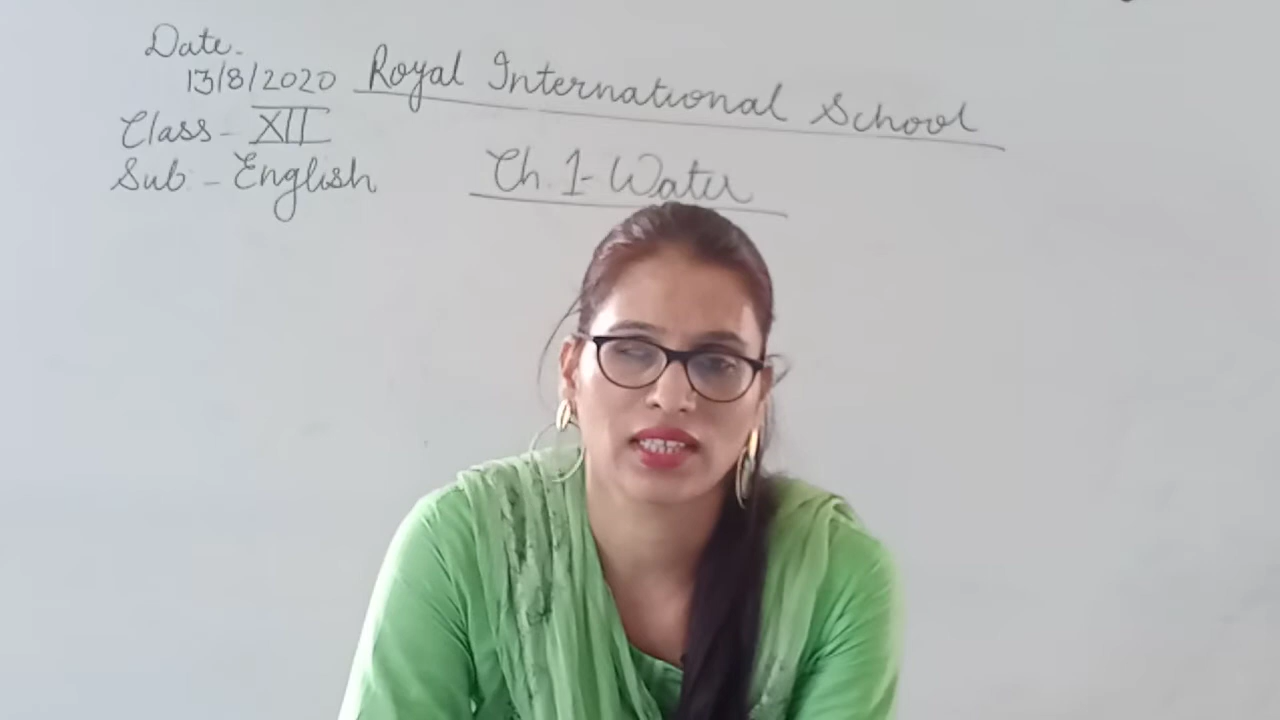 Date.
13/8/2020
Royal International School
Class - XII
Sub - English
Ch. 1 - Water